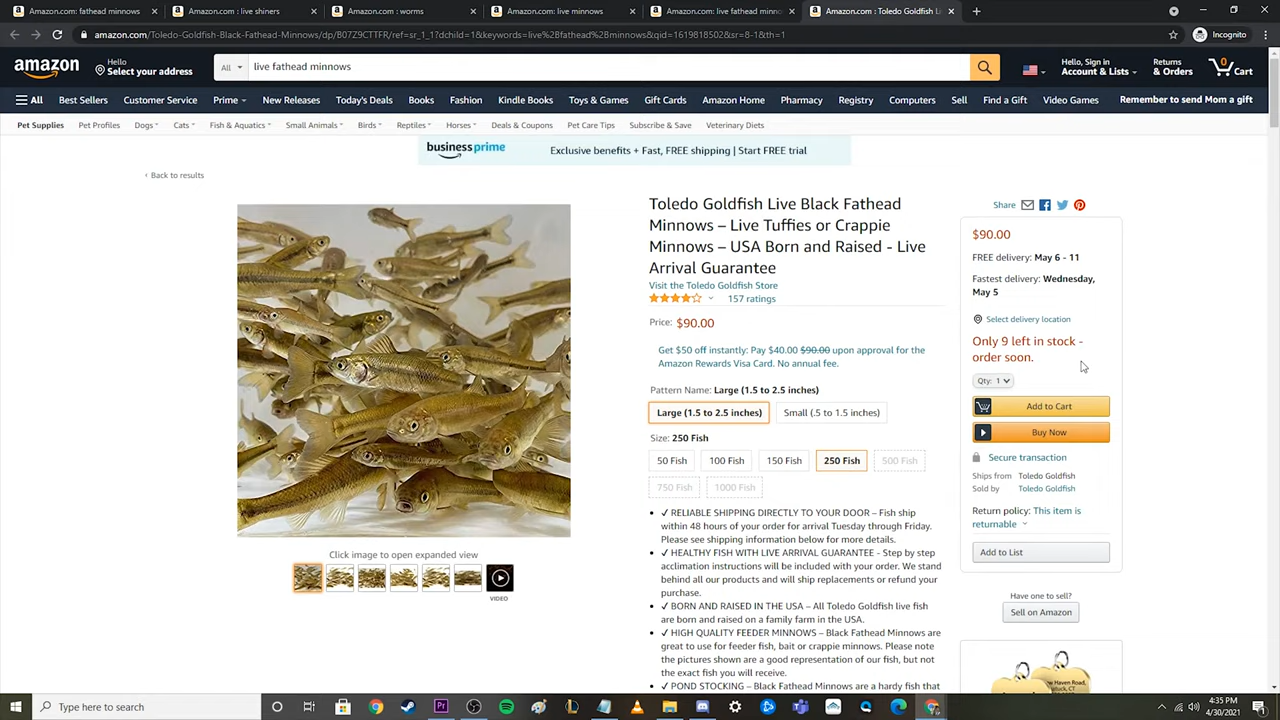 amazon.com : fathead minnows
amazon.com : live shiners
Amazon.com : worms
Amazon.com : live minnows
Amazon.com: live fathead minno
Amazon.com : Toledo Goldfish L
amazon.com/Toledo-Goldfish-Black-Fathead-Minnows/dp/B07Z9CTTFR/ref=sr_1_1?dchild=1&keywords=live%2Bfathead%2Bminnows&qid=1619818502&sr=8-1&th=1
Incognito
amazon
Hello
Select your address
All
live fathead minnows
Hello, Sign in
Account & Lists
Returns
& Orders
0
Cart
All
Best Sellers
Customer Service
Prime
New Releases
Today's Deals
Books
Fashion
Kindle Books
Toys & Games
Gift Cards
Amazon Home
Pharmacy
Registry
Computers
Sell
Find a Gift
Video Games
Remember to send Mom a gift
Pet Supplies
Pet Profiles
Dogs
Cats
Fish & Aquatics
Small Animals
Birds
Reptiles
Horses
Deals & Coupons
Pet Care Tips
Subscribe & Save
Veterinary Diets
business prime
Exclusive benefits + Fast, FREE shipping | Start FREE trial
‹ Back to results
Toledo Goldfish Live Black Fathead
Minnows – Live Tuffies or Crappie
Minnows – USA Born and Raised - Live
Arrival Guarantee
Visit the Toledo Goldfish Store
157 ratings
Price: $90.00
Get $50 off instantly: Pay $40.00 $90.00 upon approval for the
Amazon Rewards Visa Card. No annual fee.
Pattern Name: Large (1.5 to 2.5 inches)
Large (1.5 to 2.5 inches)
Small (.5 to 1.5 inches)
Size: 250 Fish
50 Fish
100 Fish
150 Fish
250 Fish
500 Fish
750 Fish
1000 Fish
• ✓ RELIABLE SHIPPING DIRECTLY TO YOUR DOOR – Fish ship
within 48 hours of your order for arrival Tuesday through Friday.
Please see shipping information below for more details.
• ✓ HEALTHY FISH WITH LIVE ARRIVAL GUARANTEE - Step by step
acclimation instructions will be included with your order. We stand
behind all our products and will ship replacements or refund your
purchase.
• ✓ BORN AND RAISED IN THE USA – All Toledo Goldfish live fish
are born and raised on a family farm in the USA.
• ✓ HIGH QUALITY FEEDER MINNOWS – Black Fathead Minnows are
great to use for feeder fish, bait or crappie minnows. Please note
the pictures shown are a good representation of our fish, but not
the exact fish you will receive.
• ✓ POND STOCKING – Black Fathead Minnows are a hardy fish that
Click image to open expanded view
VIDEO
Share
$90.00
FREE delivery: May 6 - 11
Fastest delivery: Wednesday,
May 5
Select delivery location
Only 9 left in stock -
order soon.
Qty: 1
Add to Cart
Buy Now
Secure transaction
Ships from Toledo Goldfish
Sold by Toledo Goldfish
Return policy: This item is
returnable
Add to List
Have one to sell?
Sell on Amazon
Type here to search
4:35 PM
4/30/2021